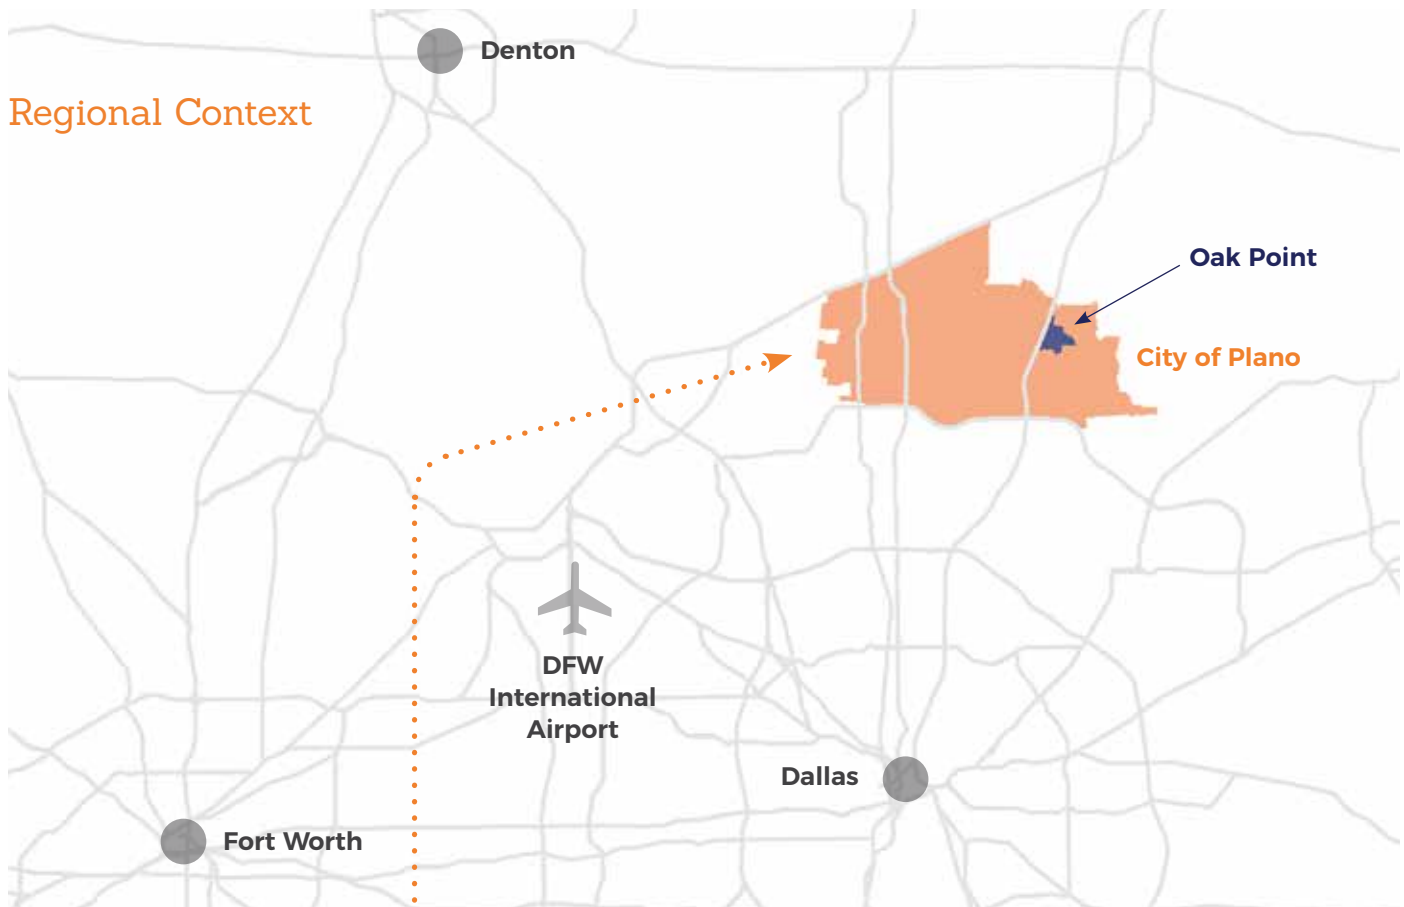 Denton
Regional Context
Oak Point
City of Plano
DFW
International
Airport
Dallas
Fort Worth